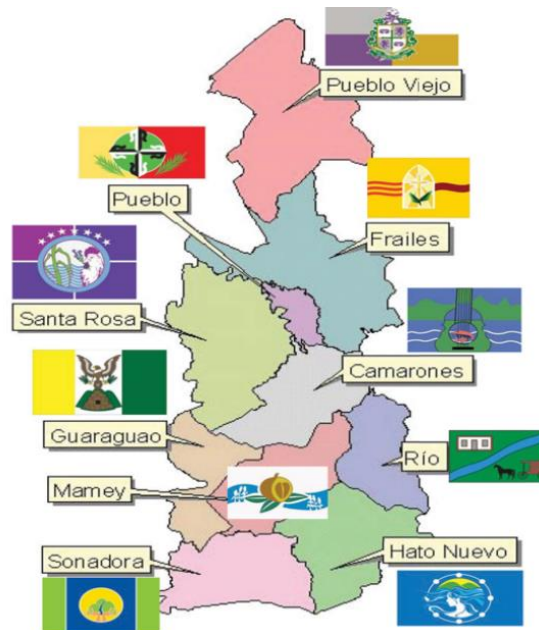 Pueblo Viejo
Pueblo
Frailes
Santa Rosa
Camarones
Guaraguao
Río
Mamey
Sonadora
Hato Nuevo